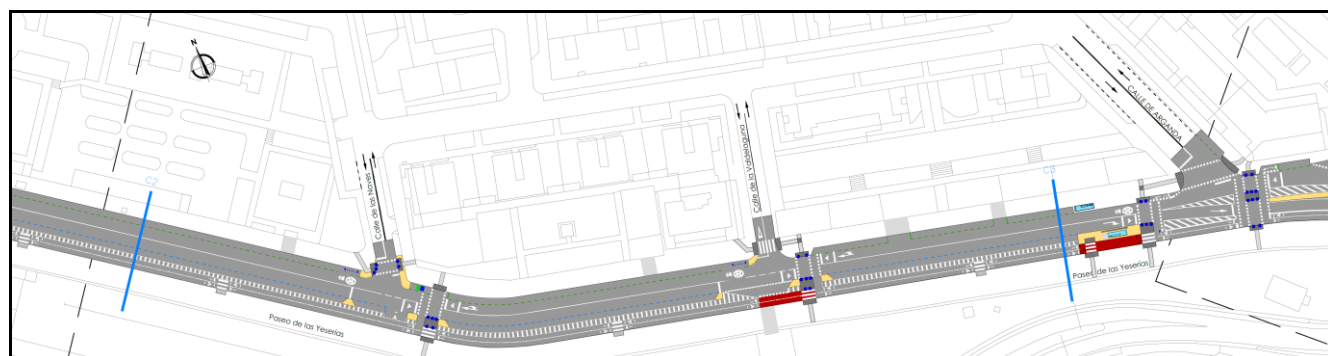 N
C2
Calle de las Naves
Paseo de las Yeserías
Calle de la Valdelaguna
C3
CALLE DE ARGANDA
Paseo de las Yeserías